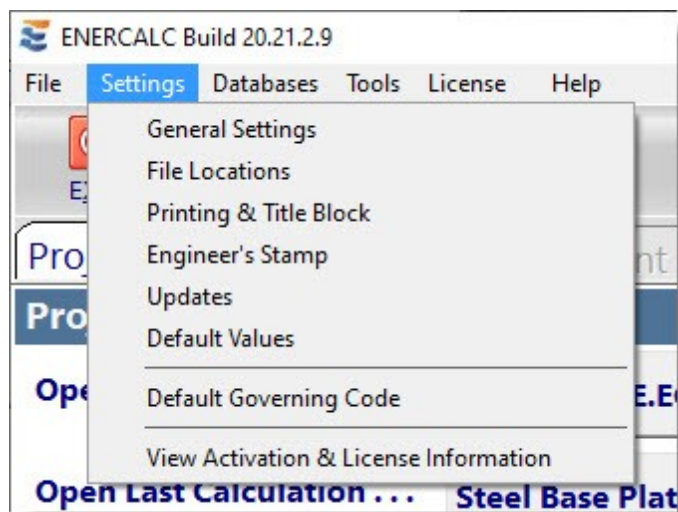 ENERCALC Build 20.21.2.9
File Settings Databases Tools License Help
General Settings
File Locations
Printing & Title Block
Engineer's Stamp
Updates
Default Values
Default Governing Code
View Activation & License Information
Open Last Calculation . . . Steel Base Plat